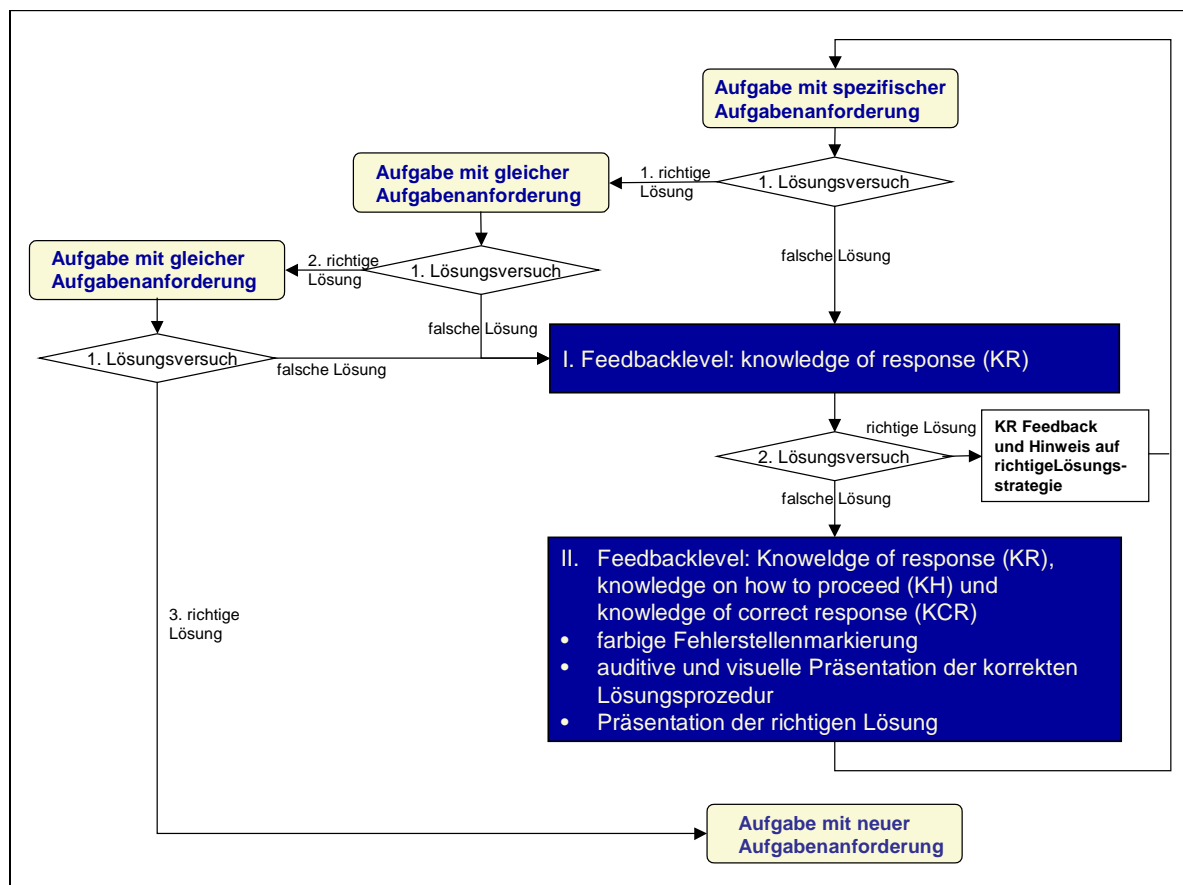 Aufgabe mit spezifischer
Aufgabenanforderung
1. Lösungsversuch
1. richtige
Lösung
Aufgabe mit gleicher
Aufgabenanforderung
falsche Lösung
1. Lösungsversuch
2. richtige
Lösung
Aufgabe mit gleicher
Aufgabenanforderung
falsche Lösung
1. Lösungsversuch
falsche Lösung
I. Feedbacklevel: knowledge of response (KR)
richtige Lösung
2. Lösungsversuch
KR Feedback
und Hinweis auf
richtigeLösungs-
strategie
falsche Lösung
II. Feedbacklevel: Knoweldge of response (KR),
knowledge on how to proceed (KH) und
knowledge of correct response (KCR)
• farbige Fehlerstellenmarkierung
• auditive und visuelle Präsentation der korrekten
Lösungsprozedur
• Präsentation der richtigen Lösung
3. richtige
Lösung
Aufgabe mit neuer
Aufgabenanforderung